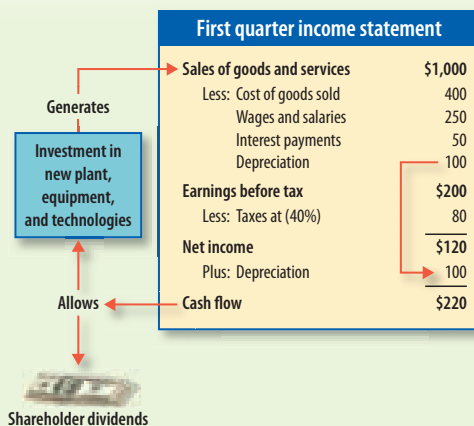 First quarter income statement
Sales of goods and services $1,000
Less: Cost of goods sold 400
Wages and salaries 250
Interest payments 50
Depreciation 100
Earnings before tax $200
Less: Taxes at (40%) 80
Net income $120
Plus: Depreciation 100
Cash flow $220
Generates
Investment in
new plant,
equipment,
and technologies
Allows
Shareholder dividends